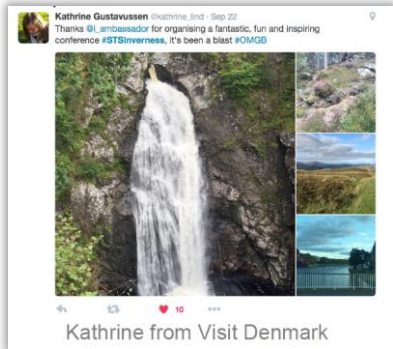 Kathrine Gustavussen @kathrine_lind · Sep 22
Thanks @i_ambassador for organising a fantastic, fun and inspiring
conference #STSInverness, it's been a blast #OMGB
10
Kathrine from Visit Denmark